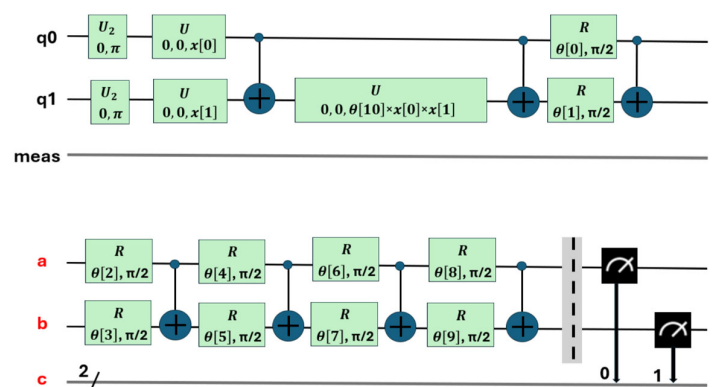 U₂ U R
q0 0, π 0, 0, x[0] θ[0], π/2
U₂ U U R
q1 0, π 0, 0, x[1] 0, 0, θ[10]×x[0]×x[1] θ[1], π/2
meas
R R R R
a θ[2], π/2 θ[4], π/2 θ[6], π/2 θ[8], π/2
R R R R
b θ[3], π/2 θ[5], π/2 θ[7], π/2 θ[9], π/2
c 2/ 0 1